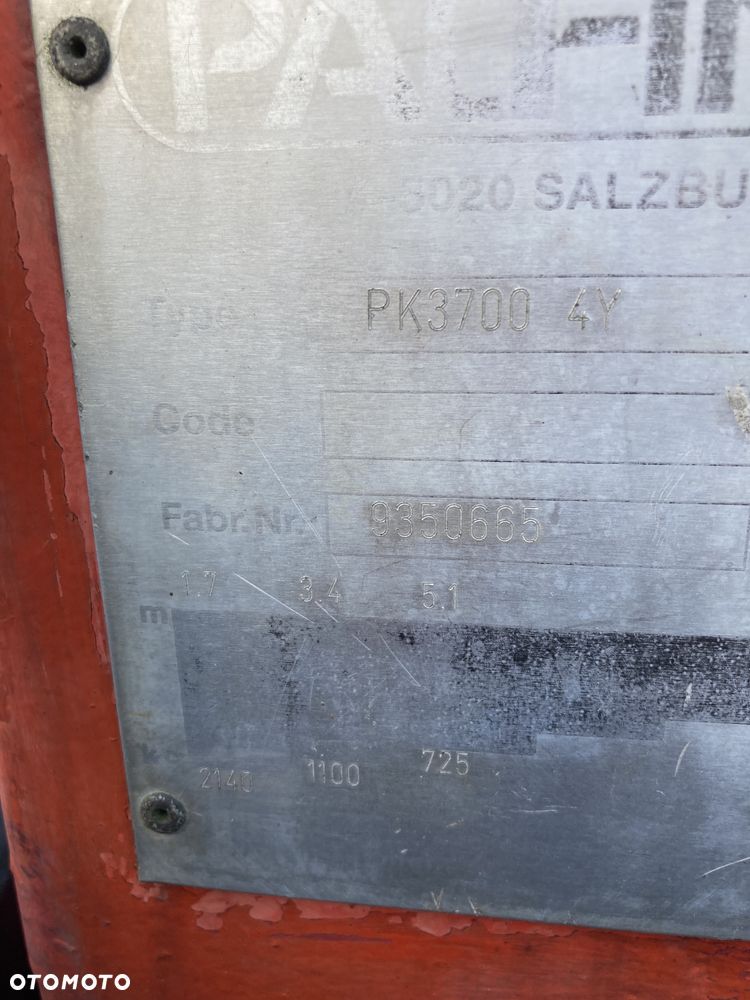 PALFIN
5020 SALZBU
Type PK3700 4Y
Code
Fabr.Nr. 9350665
1.7 3.4 5.1
m
k
2140 1100 725
OTOMOTO